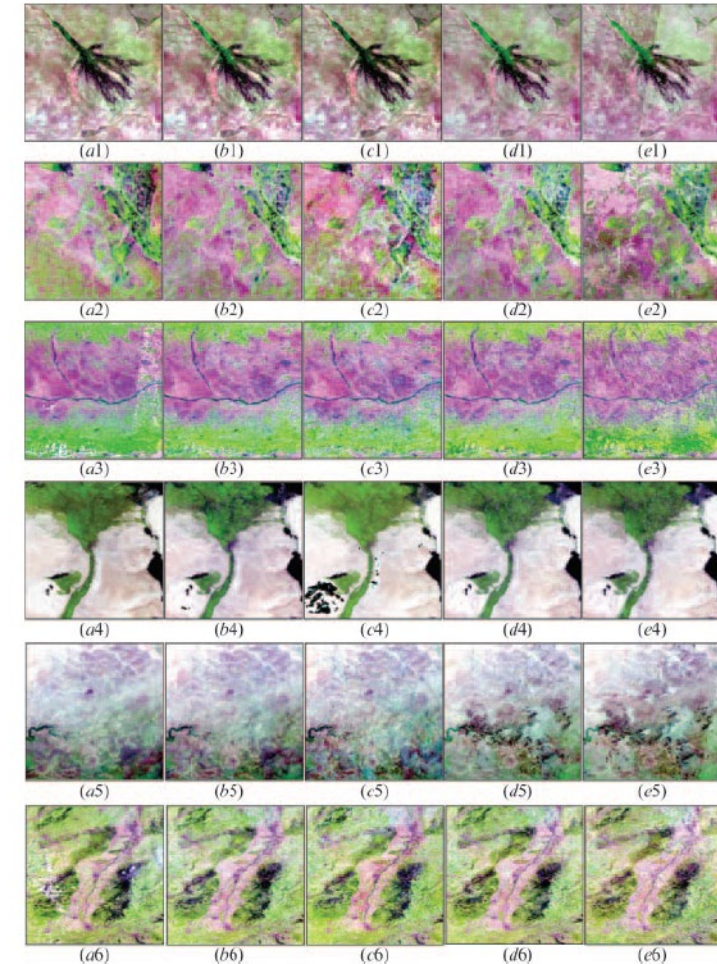 (a1) (b1) (c1) (d1) (e1)
(a2) (b2) (c2) (d2) (e2)
(a3) (b3) (c3) (d3) (e3)
(a4) (b4) (c4) (d4) (e4)
(a5) (b5) (c5) (d5) (e5)
(a6) (b6) (c6) (d6) (e6)